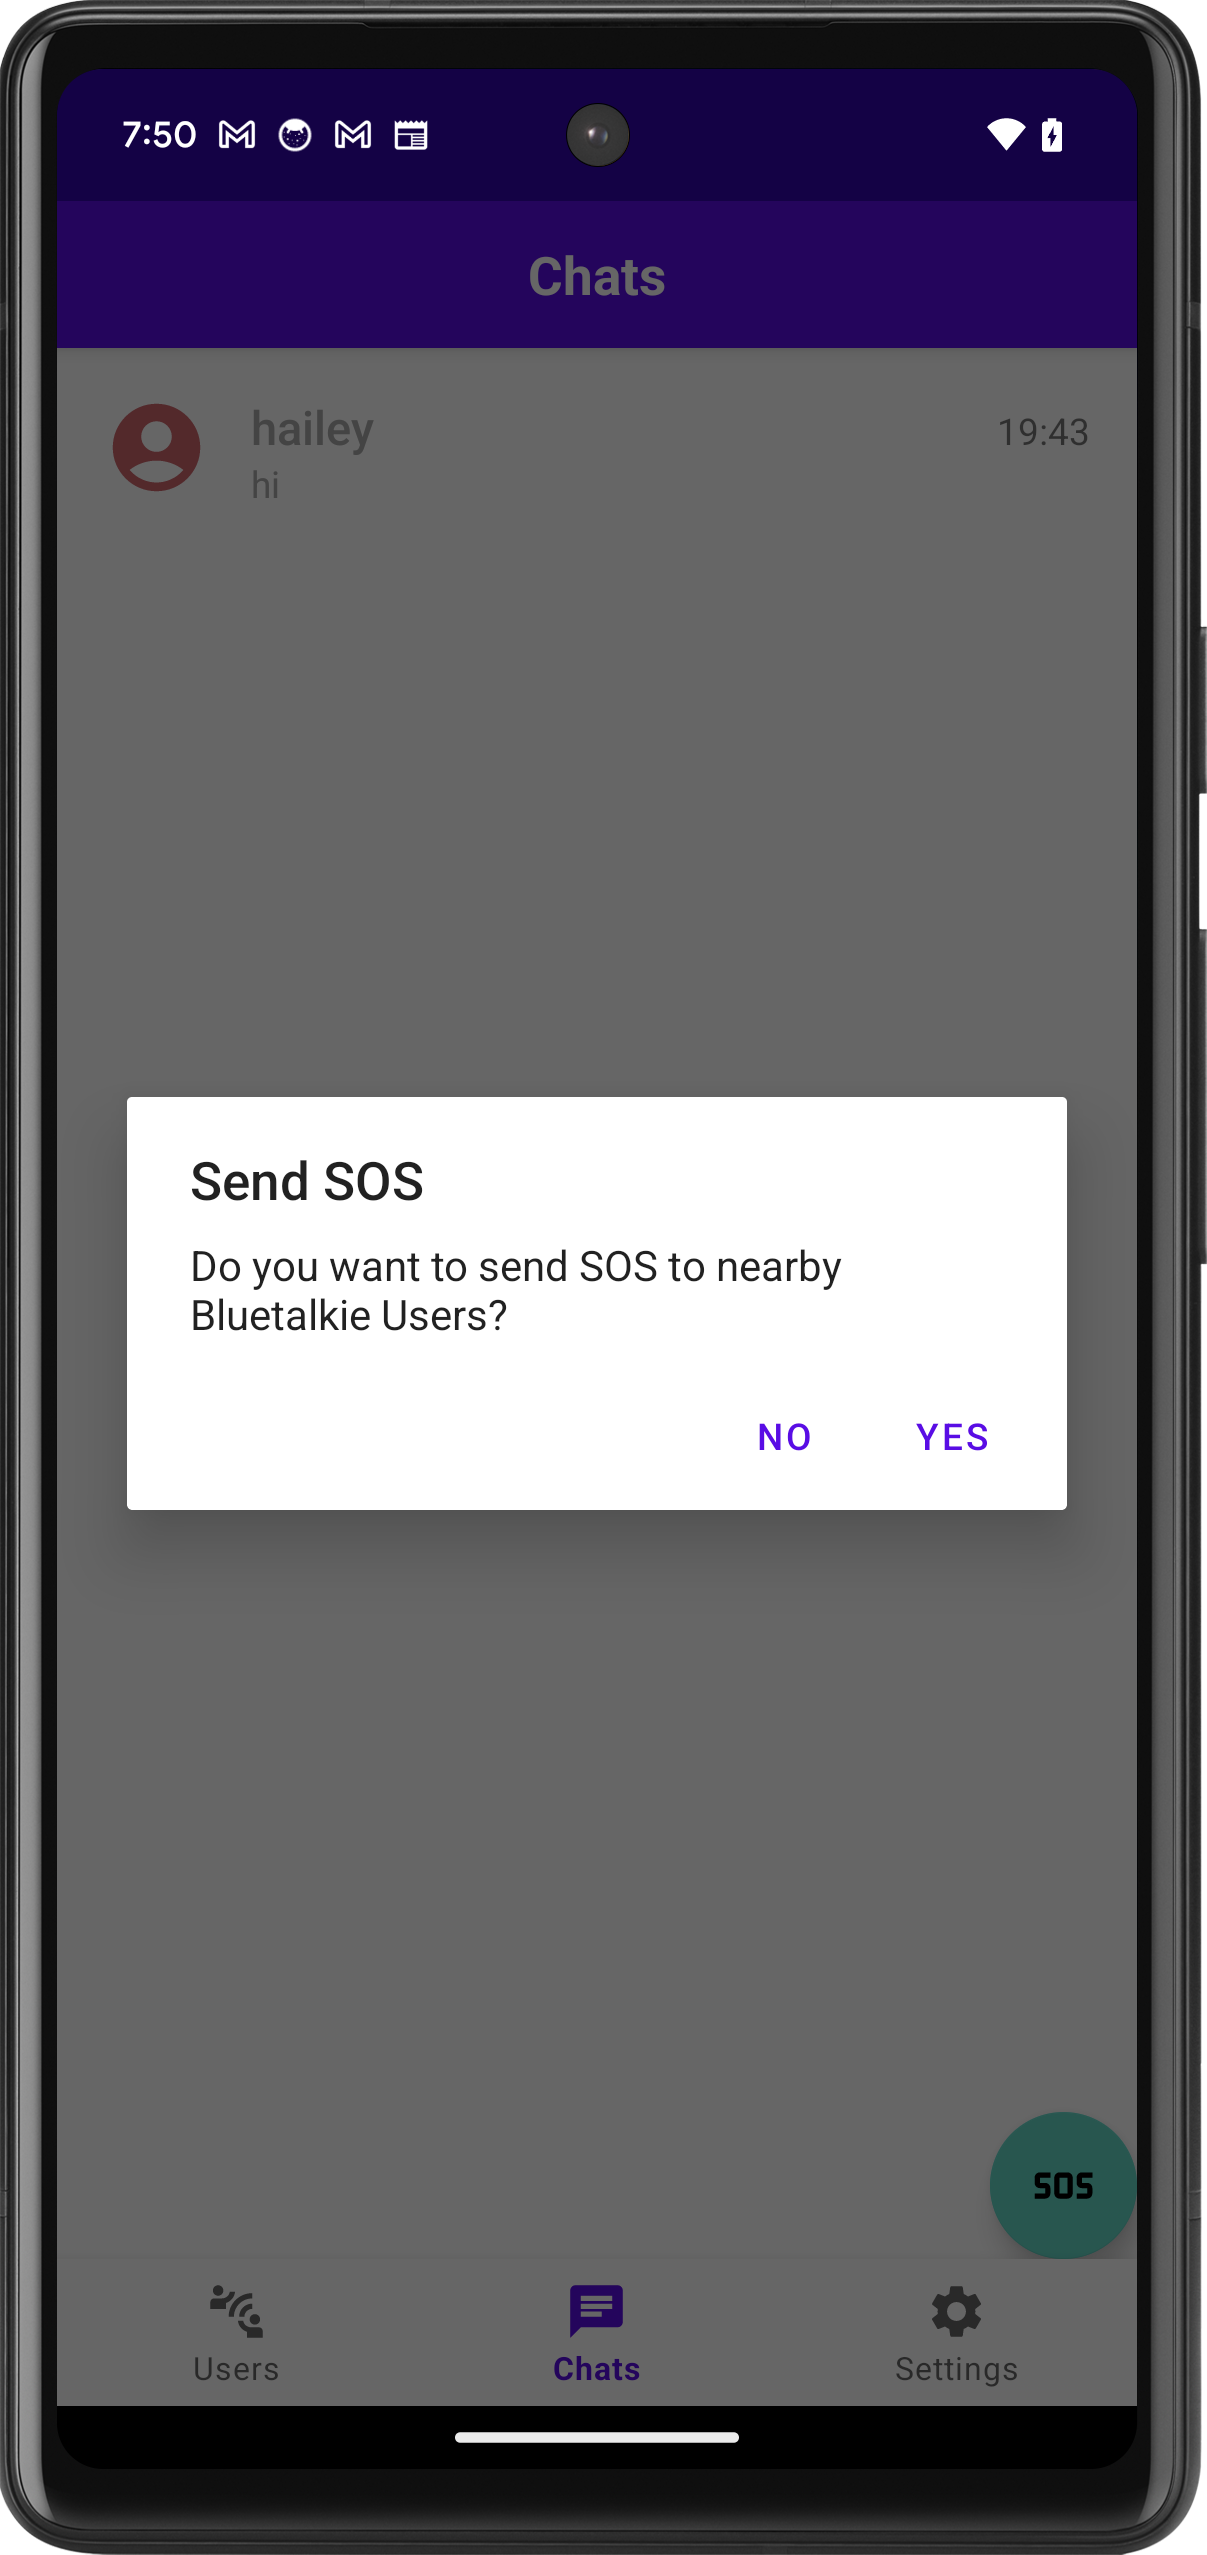 7:50
Chats
hailey
19:43
hi
Send SOS
Do you want to send SOS to nearby
Bluetalkie Users?
NO YES
SOS
Users Chats Settings